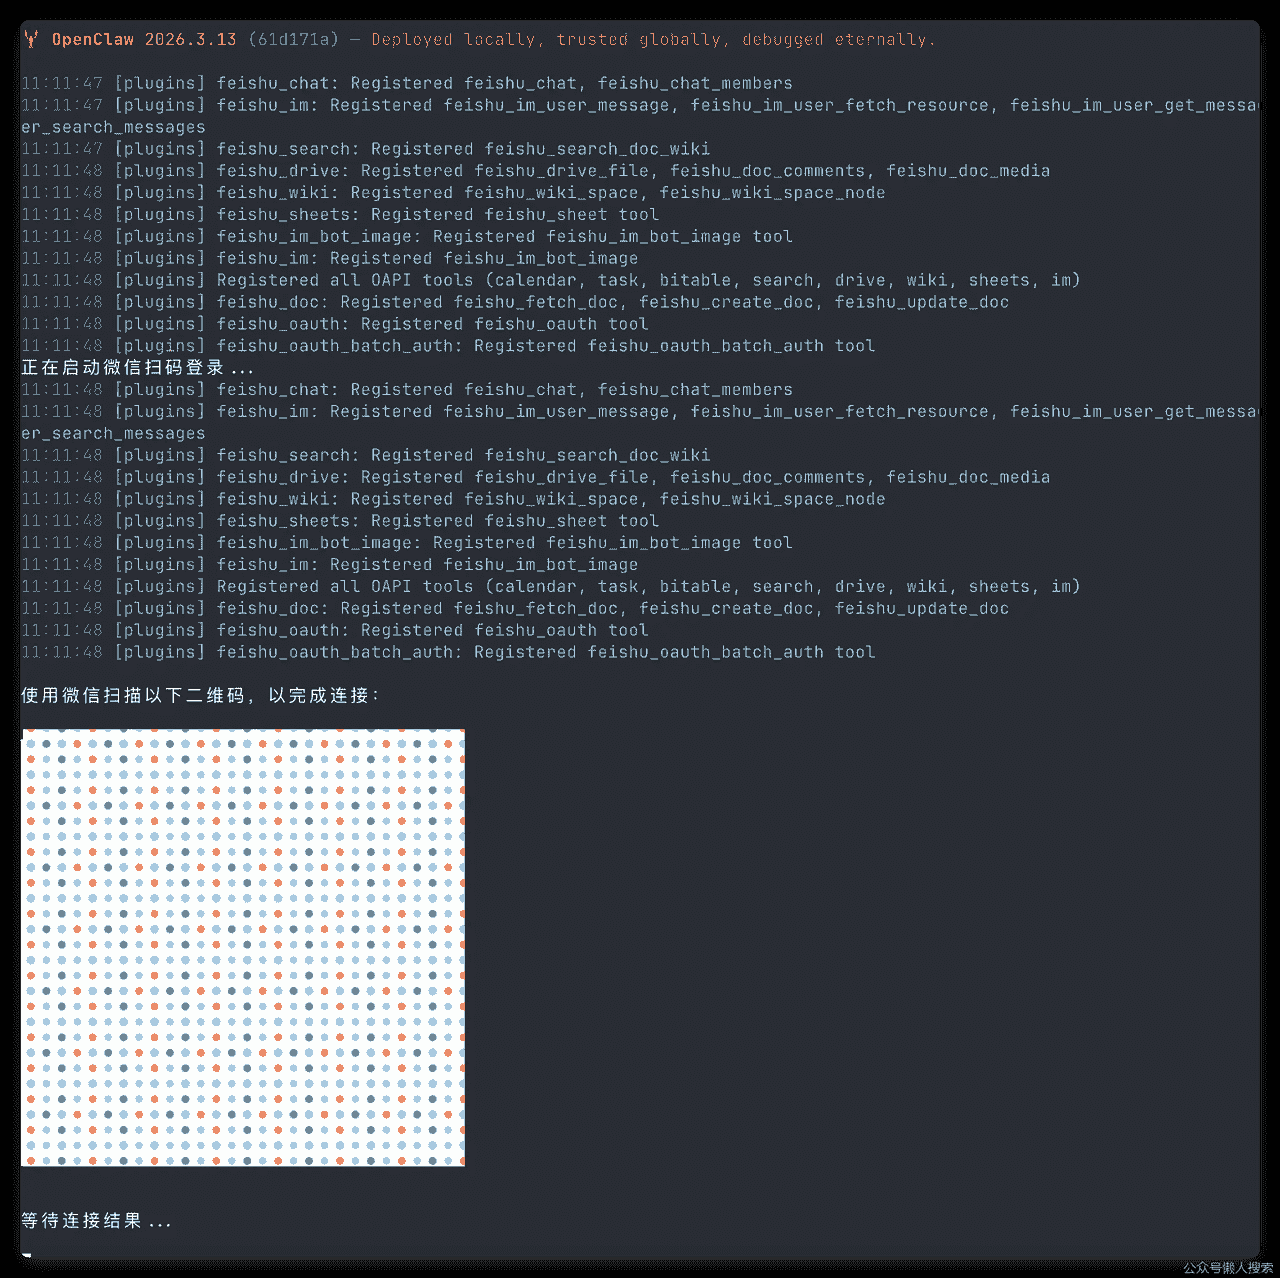 OpenClaw 2026.3.13 (61d171a) — Deployed locally, trusted globally, debugged eternally.
11:11:47 [plugins] feishu_chat: Registered feishu_chat, feishu_chat_members
11:11:47 [plugins] feishu_im: Registered feishu_im_user_message, feishu_im_user_fetch_resource, feishu_im_user_get_messa
er_search_messages
11:11:47 [plugins] feishu_search: Registered feishu_search_doc_wiki
11:11:48 [plugins] feishu_drive: Registered feishu_drive_file, feishu_doc_comments, feishu_doc_media
11:11:48 [plugins] feishu_wiki: Registered feishu_wiki_space, feishu_wiki_space_node
11:11:48 [plugins] feishu_sheets: Registered feishu_sheet tool
11:11:48 [plugins] feishu_im_bot_image: Registered feishu_im_bot_image tool
11:11:48 [plugins] feishu_im: Registered feishu_im_bot_image
11:11:48 [plugins] Registered all OAPI tools (calendar, task, bitable, search, drive, wiki, sheets, im)
11:11:48 [plugins] feishu_doc: Registered feishu_fetch_doc, feishu_create_doc, feishu_update_doc
11:11:48 [plugins] feishu_oauth: Registered feishu_oauth tool
11:11:48 [plugins] feishu_oauth_batch_auth: Registered feishu_oauth_batch_auth tool
正在启动微信扫码登录...
11:11:48 [plugins] feishu_chat: Registered feishu_chat, feishu_chat_members
11:11:48 [plugins] feishu_im: Registered feishu_im_user_message, feishu_im_user_fetch_resource, feishu_im_user_get_messa
er_search_messages
11:11:48 [plugins] feishu_search: Registered feishu_search_doc_wiki
11:11:48 [plugins] feishu_drive: Registered feishu_drive_file, feishu_doc_comments, feishu_doc_media
11:11:48 [plugins] feishu_wiki: Registered feishu_wiki_space, feishu_wiki_space_node
11:11:48 [plugins] feishu_sheets: Registered feishu_sheet tool
11:11:48 [plugins] feishu_im_bot_image: Registered feishu_im_bot_image tool
11:11:48 [plugins] feishu_im: Registered feishu_im_bot_image
11:11:48 [plugins] Registered all OAPI tools (calendar, task, bitable, search, drive, wiki, sheets, im)
11:11:48 [plugins] feishu_doc: Registered feishu_fetch_doc, feishu_create_doc, feishu_update_doc
11:11:48 [plugins] feishu_oauth: Registered feishu_oauth tool
11:11:48 [plugins] feishu_oauth_batch_auth: Registered feishu_oauth_batch_auth tool
使用微信扫描以下二维码，以完成连接：
等待连接结果...
公众号懒人搜索